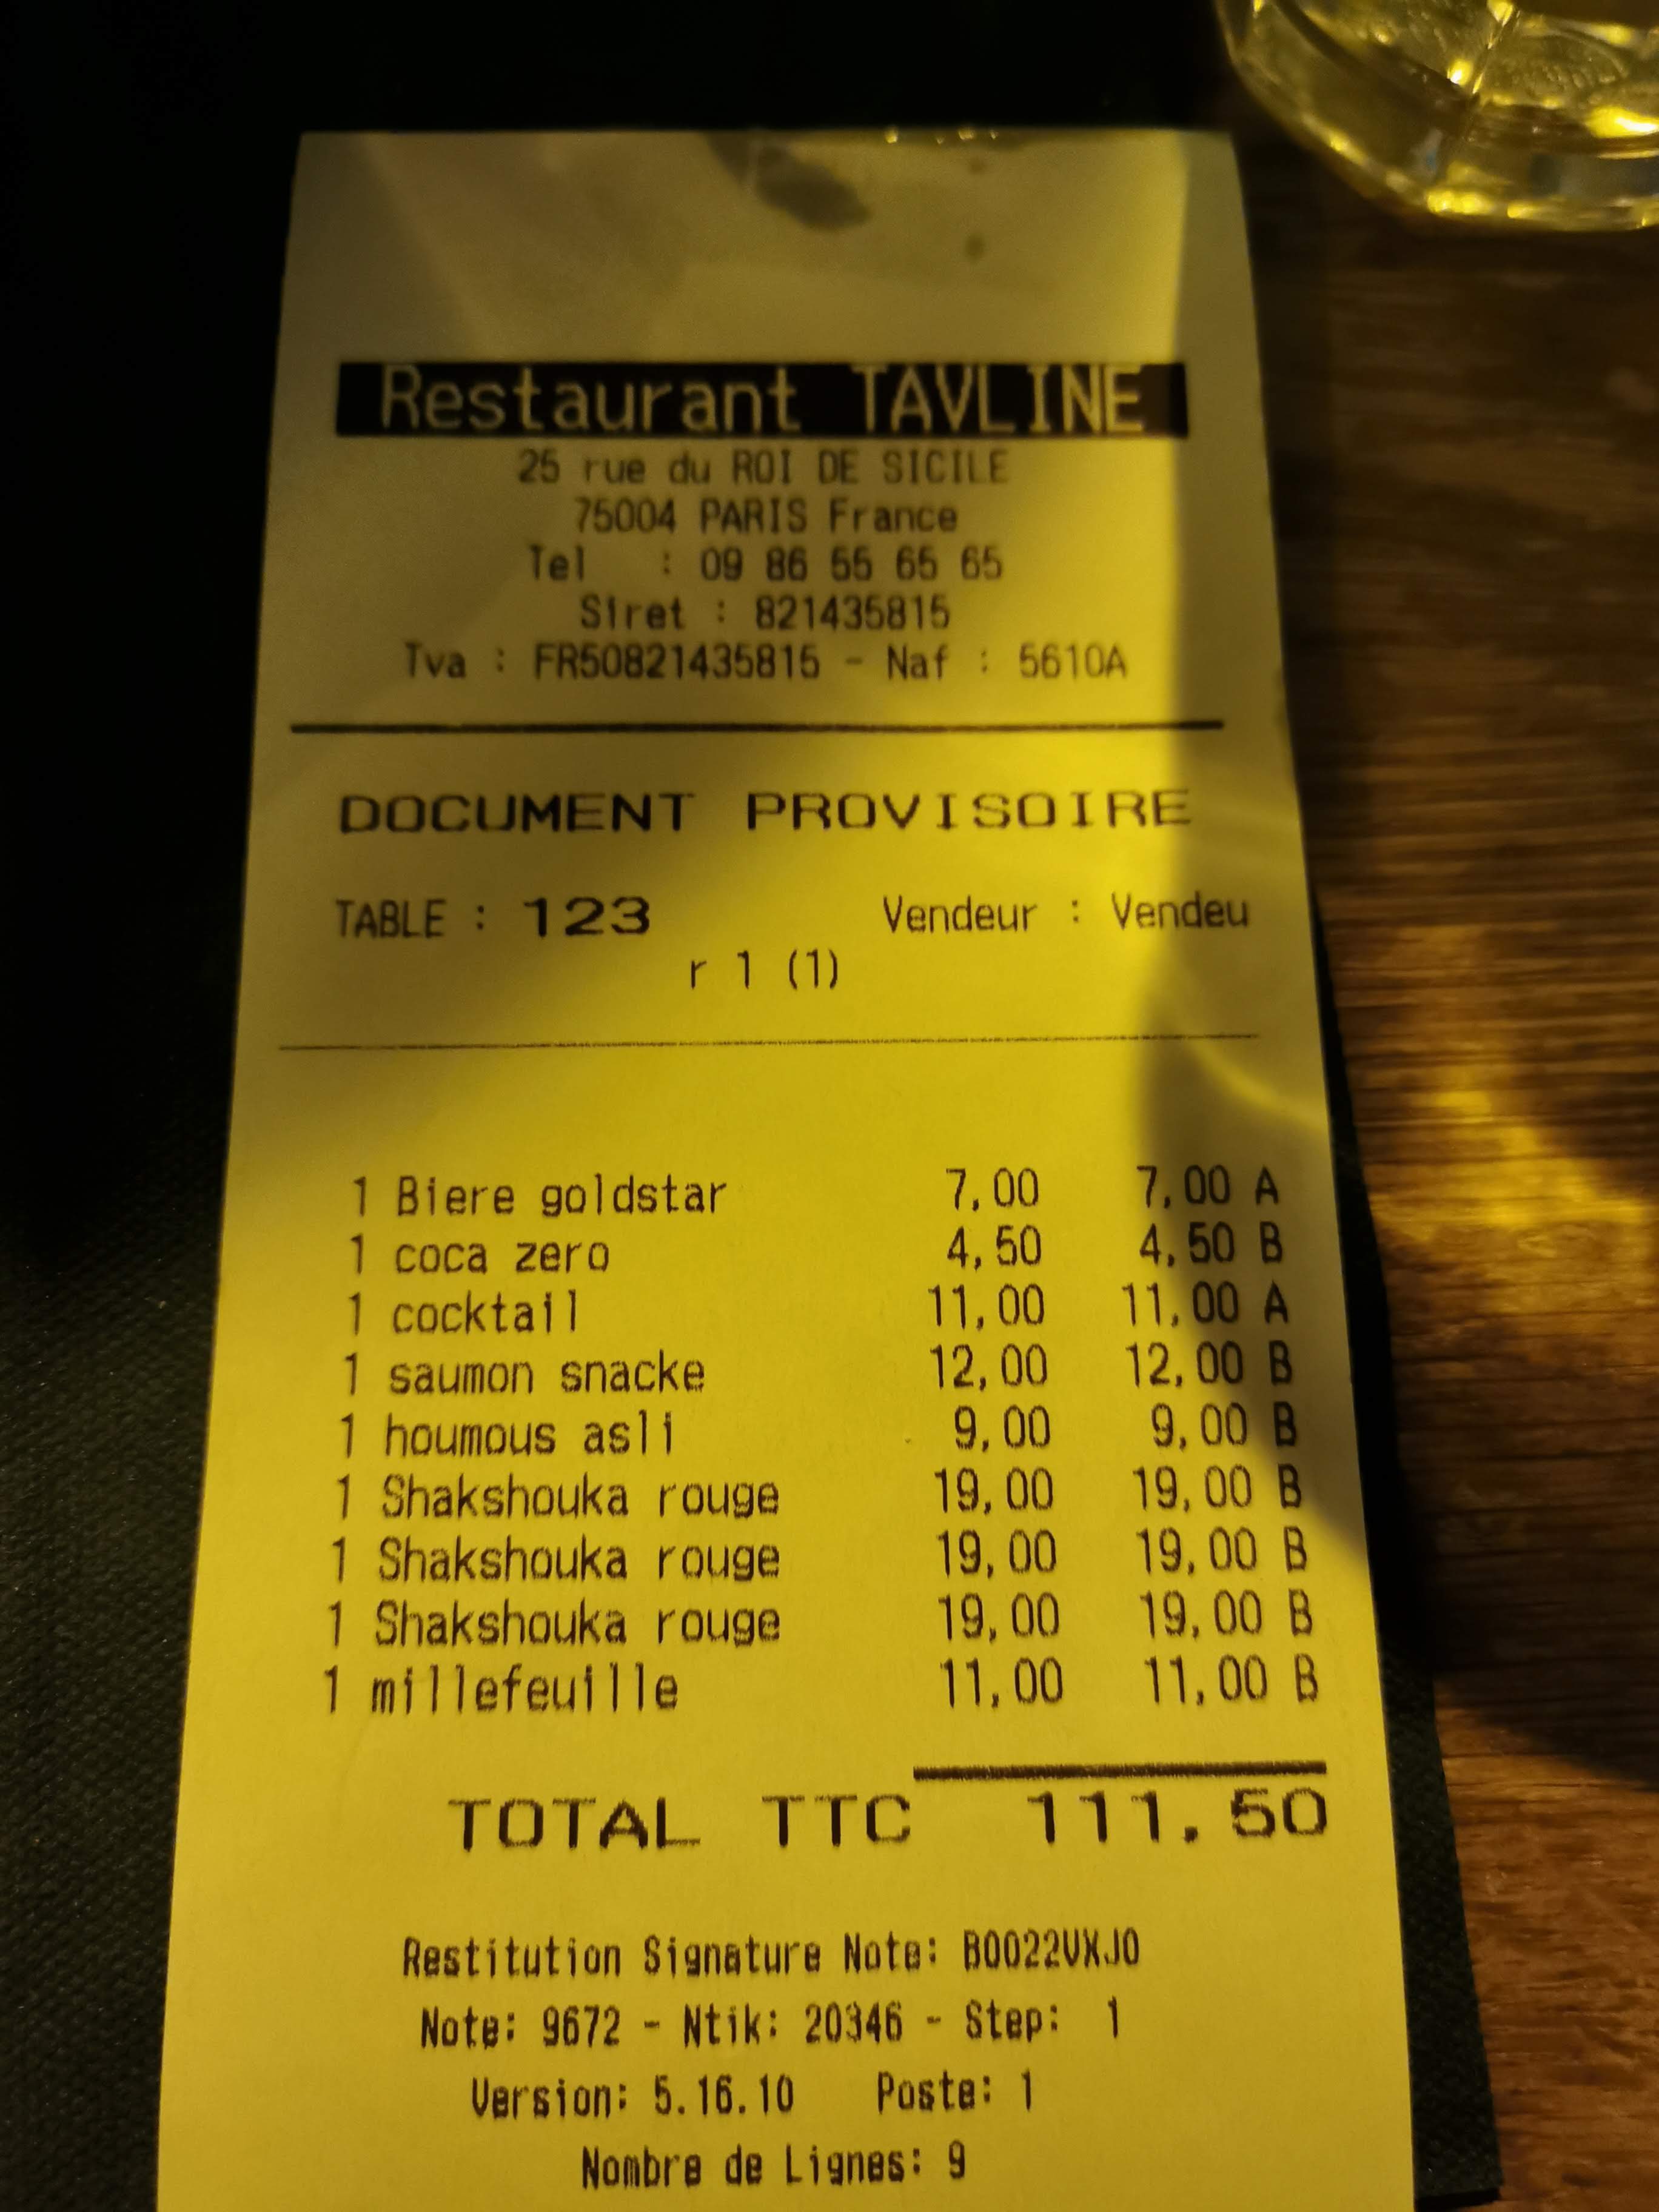 Restaurant TAVLINE
25 rue du ROI DE SICILE
75004 PARIS France
Tel : 09 86 55 65 65
Siret : 821435815
Tva : FR50821435815 - Naf : 5610A
DOCUMENT PROVISOIRE
TABLE : 123 Vendeur : Vendeu
r 1 (1)
1 Biere goldstar 7,00 7,00 A
1 coca zero 4,50 4,50 B
1 cocktail 11,00 11,00 A
1 saumon snacke 12,00 12,00 B
1 houmous asli 9,00 9,00 B
1 Shakshouka rouge 19,00 19,00 B
1 Shakshouka rouge 19,00 19,00 B
1 Shakshouka rouge 19,00 19,00 B
1 millefeuille 11,00 11,00 B
TOTAL TTC 111.50
Restitution Signature Note: B0022VXJO
Note: 9672 - Ntik: 20346 - Step: 1
Version: 5.16.10 Poste: 1
Nombre de Lignes: 9